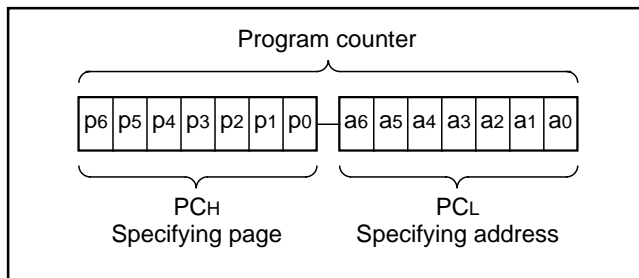 Program counter
p6 p5 p4 p3 p2 p1 p0 a6 a5 a4 a3 a2 a1 a0
PCH PCL
Specifying page Specifying address